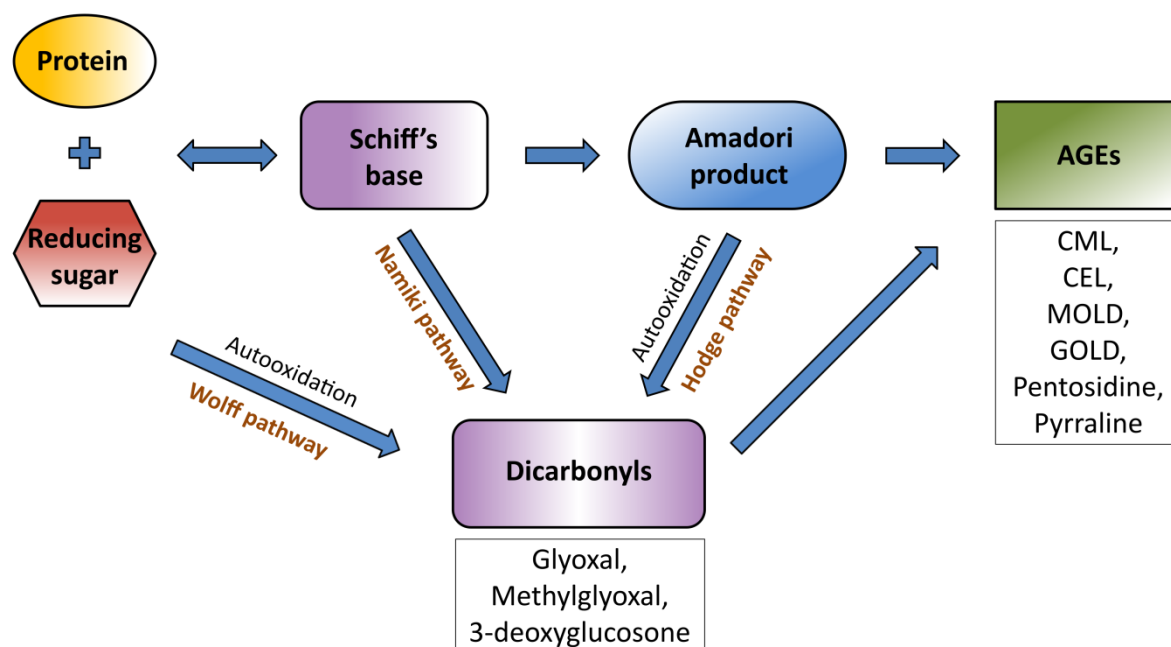 Protein
Reducing
sugar
Schiff’s
base
Amadori
product
AGEs
CML,
CEL,
MOLD,
GOLD,
Pentosidine,
Pyrraline
Autooxidation
Wolff pathway
Namiki pathway
Autooxidation
Hodge pathway
Dicarbonyls
Glyoxal,
Methylglyoxal,
3-deoxyglucosone